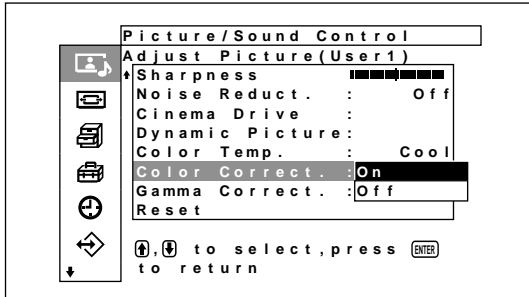 Picture/Sound Control
Adjust Picture(User1)
Sharpness
Noise Reduct. : Off
Cinema Drive :
Dynamic Picture:
Color Temp. : Cool
Color Correct. :On
Gamma Correct. :Off
Reset
↑,↓ to select,press ENTER
to return